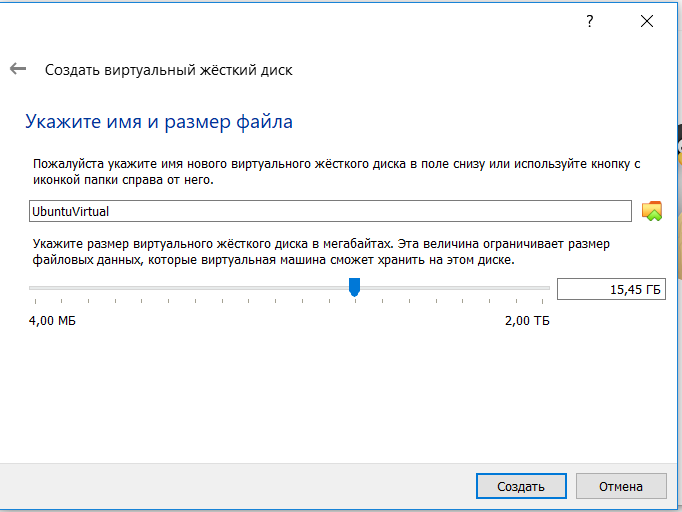 ?
Создать виртуальный жёсткий диск
Укажите имя и размер файла
Пожалуйста укажите имя нового виртуального жёсткого диска в поле снизу или используйте кнопку с
иконкой папки справа от него.
UbuntuVirtual
Укажите размер виртуального жёсткого диска в мегабайтах. Эта величина ограничивает размер
файловых данных, которые виртуальная машина сможет хранить на этом диске.
15,45 ГБ
4,00 МБ
2,00 ТБ
Создать
Отмена